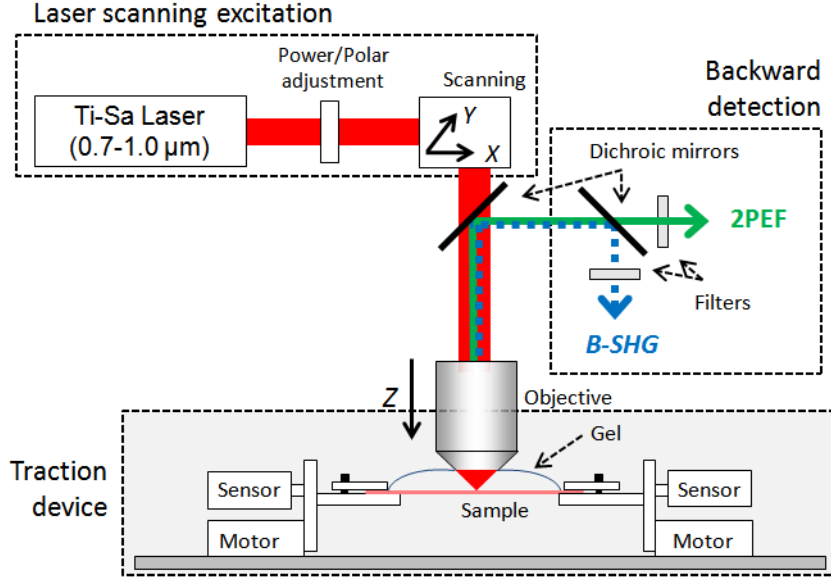 Laser scanning excitation
Power/Polar
adjustment
Scanning
Ti-Sa Laser
(0.7-1.0 µm)
Y
X
Backward
detection
Dichroic mirrors
2PEF
Filters
B-SHG
Z
Objective
Gel
Traction
device
Sensor
Sensor
Sample
Motor
Motor